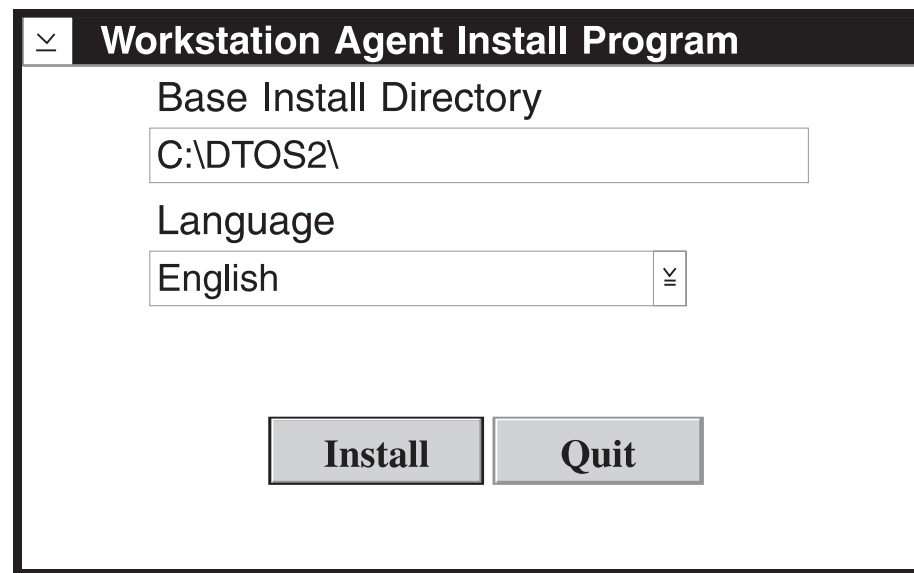 Workstation Agent Install Program
Base Install Directory
C:\DTOS2\
Language
English
Install Quit